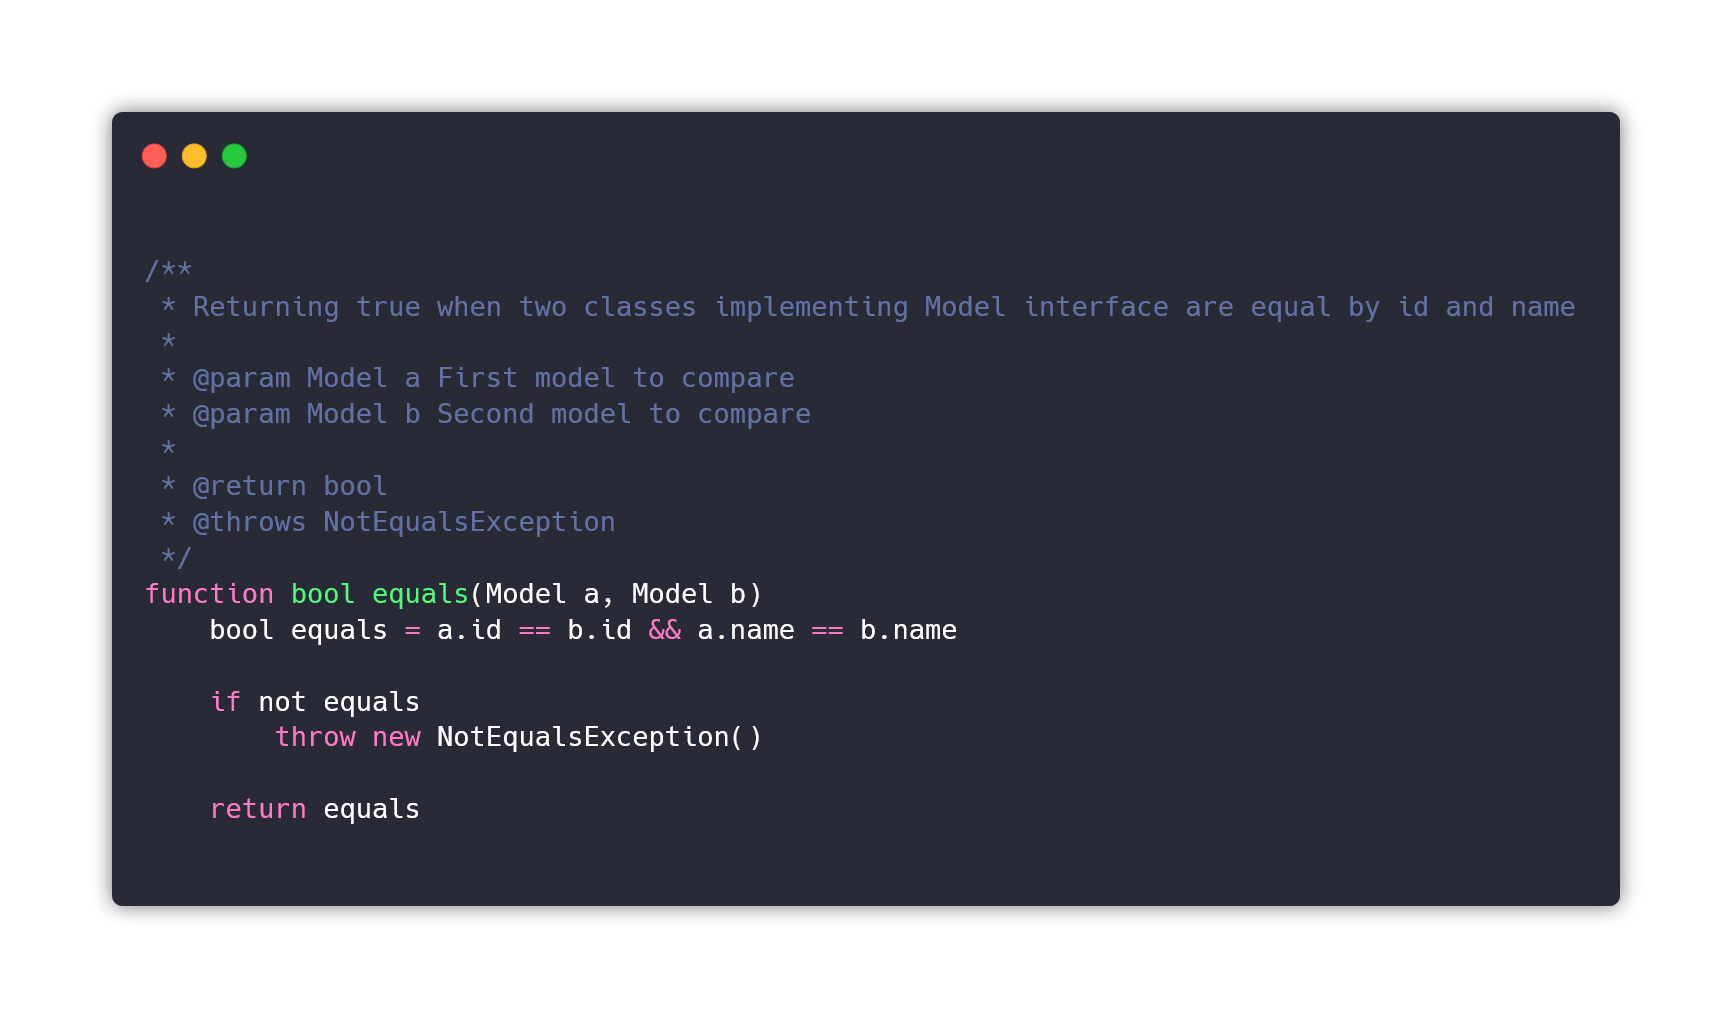 /**
 * Returning true when two classes implementing Model interface are equal by id and name
 *
 * @param Model a First model to compare
 * @param Model b Second model to compare
 *
 * @return bool
 * @throws NotEqualsException
 */
function bool equals(Model a, Model b)
    bool equals = a.id == b.id && a.name == b.name

    if not equals
        throw new NotEqualsException()

    return equals